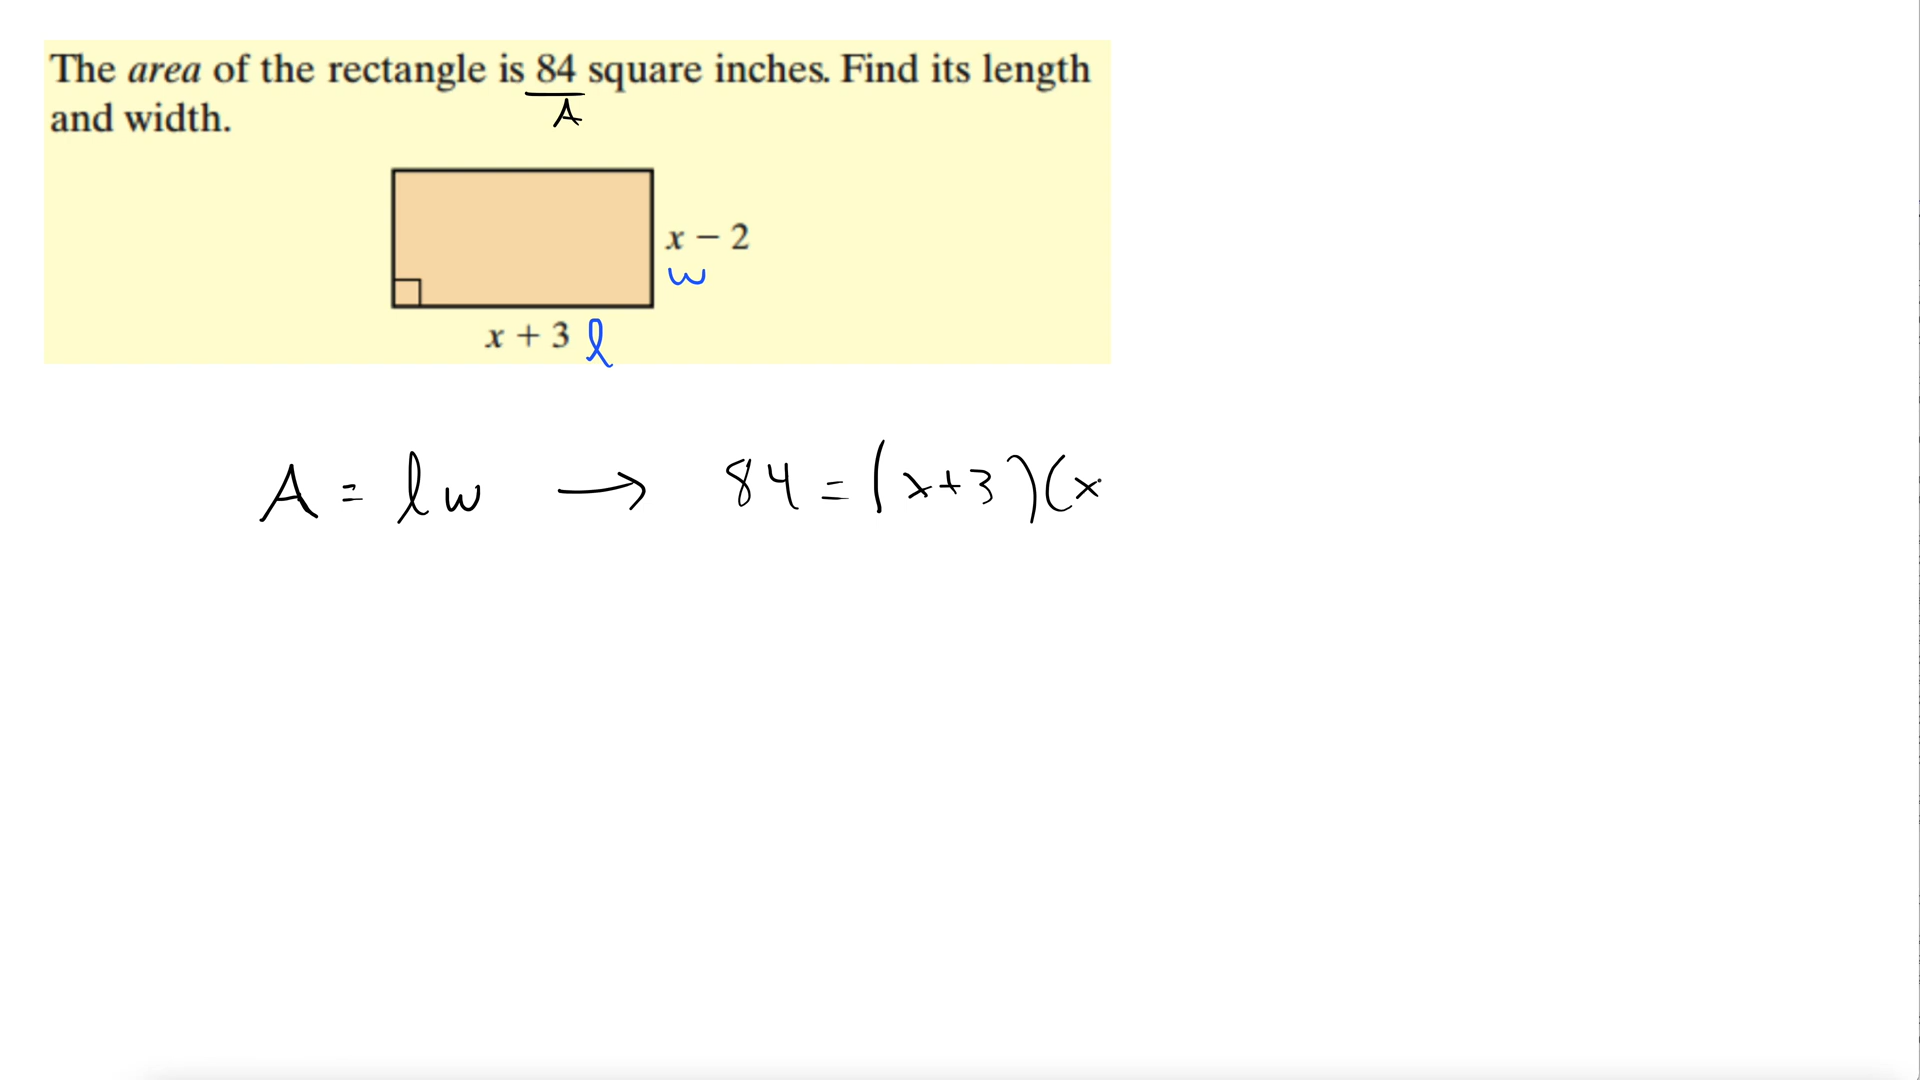 The area of the rectangle is 84 square inches. Find its length
A
and width.
x − 2
w
x + 3 l
A = lw → 84 = (x+3)(x